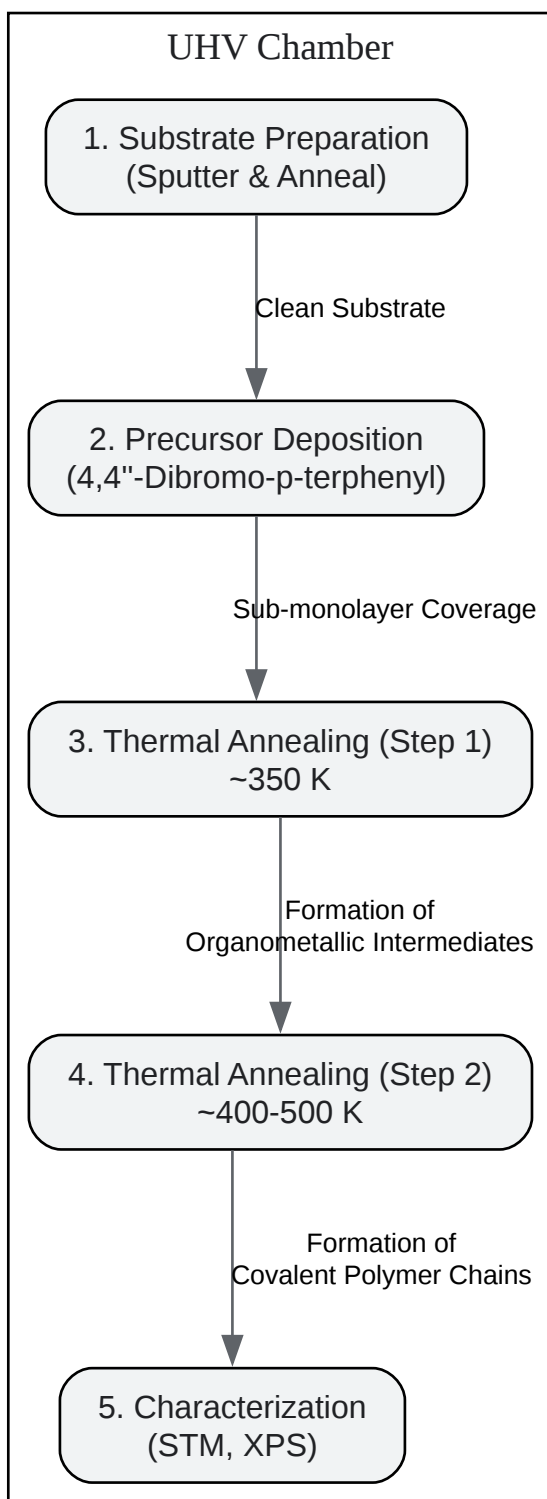 UHV Chamber
1. Substrate Preparation
(Sputter & Anneal)
Clean Substrate
2. Precursor Deposition
(4,4''-Dibromo-p-terphenyl)
Sub-monolayer Coverage
3. Thermal Annealing (Step 1)
~350 K
Formation of
Organometallic Intermediates
4. Thermal Annealing (Step 2)
~400-500 K
Formation of
Covalent Polymer Chains
5. Characterization
(STM, XPS)